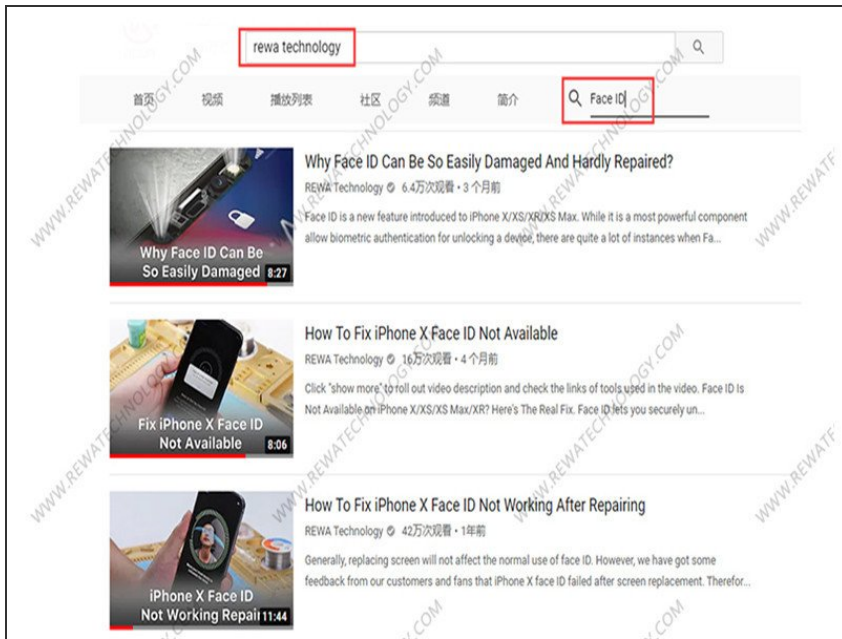 rewa technology
首页 视频 播放列表 社区 频道 简介 Face ID
Why Face ID Can Be So Easily Damaged And Hardly Repaired?
REWA Technology 6.4万次观看 • 3 个月前
Face ID is a new feature introduced to iPhone X/XS/XR/XS Max. While it is a most powerful component
allow biometric authentication for unlocking a device, there are quite a lot of instances when Fa...
Why Face ID Can Be
So Easily Damaged 8:27
How To Fix iPhone X Face ID Not Available
REWA Technology 16万次观看 • 4 个月前
Click "show more" to roll out video description and check the links of tools used in the video. Face ID Is
Not Available on iPhone X/XS/XS Max/XR? Here's The Real Fix. Face ID lets you securely un...
Fix iPhone X Face ID
Not Available 8:06
How To Fix iPhone X Face ID Not Working After Repairing
REWA Technology 42万次观看 • 1年前
Generally, replacing screen will not affect the normal use of face ID. However, we have got some
feedback from our customers and fans that iPhone X face ID failed after screen replacement. Therefor...
iPhone X Face ID
Not Working Repair 11:44
WWW.REWATECHNOLOGY.COM